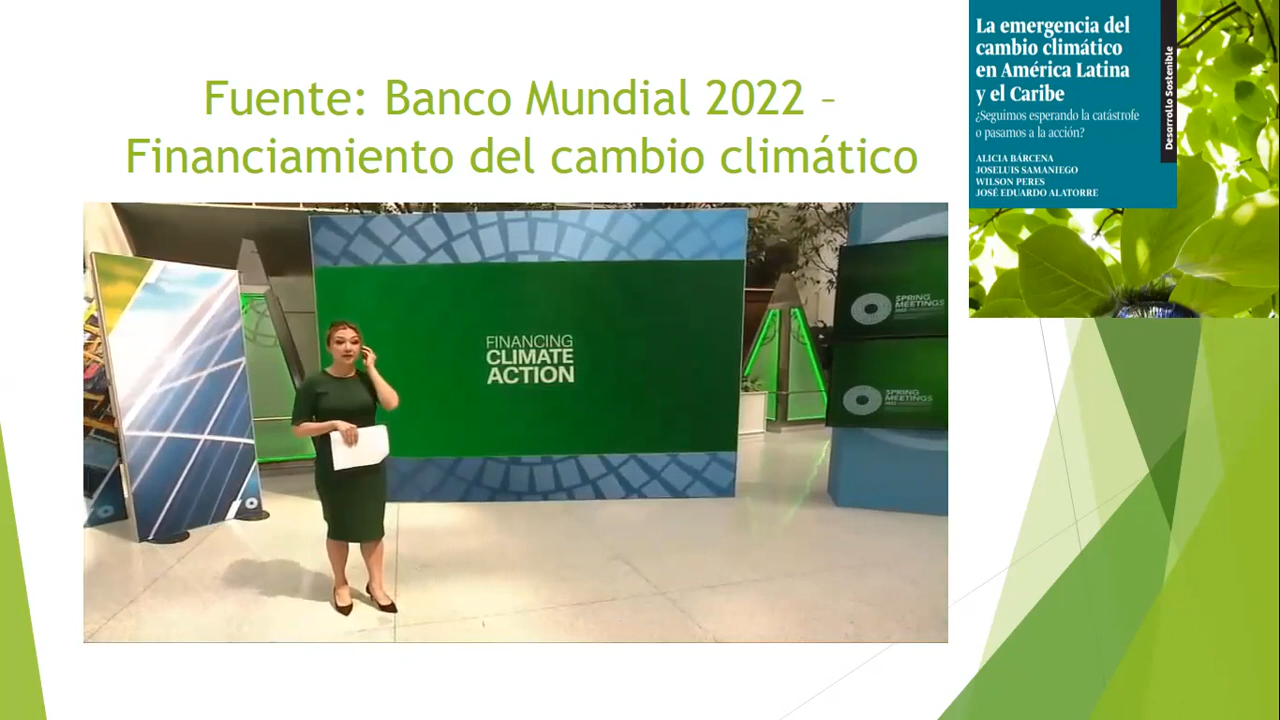 Fuente: Banco Mundial 2022 –
Financiamiento del cambio climático
La emergencia del
cambio climático
en América Latina
y el Caribe
¿Seguimos esperando la catástrofe
o pasamos a la acción?
ALICIA BÁRCENA
JOSELUIS SAMANIEGO
WILSON PERES
JOSÉ EDUARDO ALATORRE
Desarrollo Sostenible
FINANCING
CLIMATE
ACTION
SPRING
MEETINGS
SPRING
MEETINGS